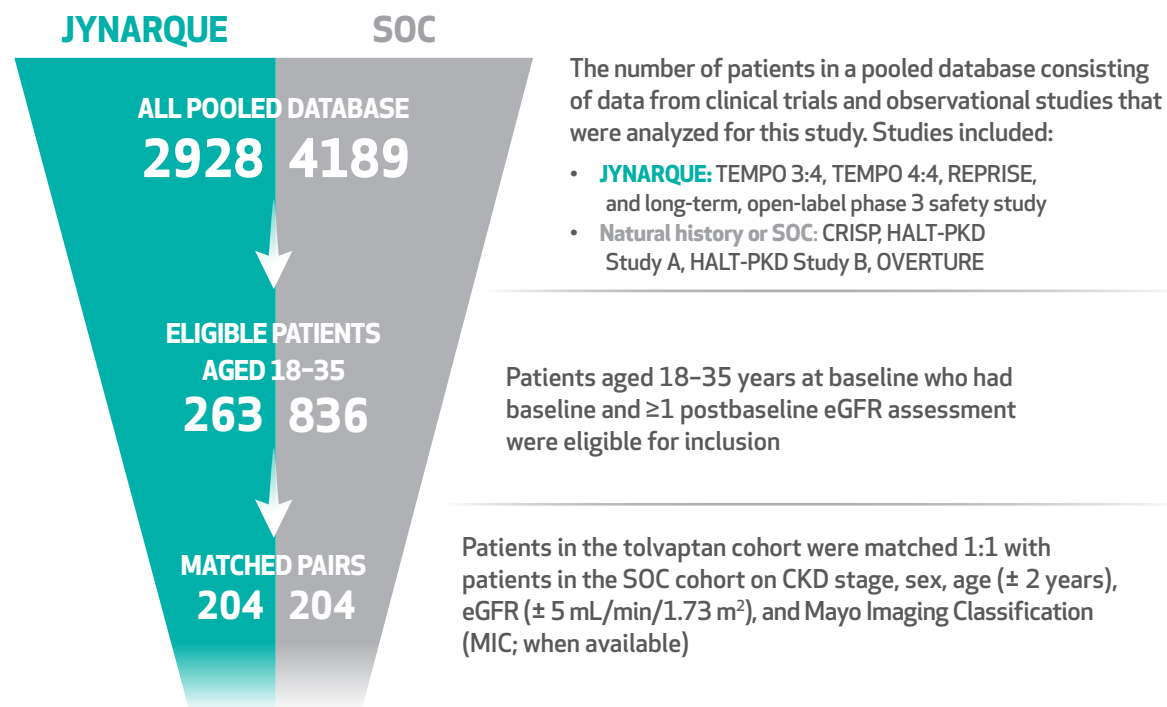 JYNARQUE SOC
ALL POOLED DATABASE
2928 4189
The number of patients in a pooled database consisting
of data from clinical trials and observational studies that
were analyzed for this study. Studies included:
• JYNARQUE: TEMPO 3:4, TEMPO 4:4, REPRISE,
and long-term, open-label phase 3 safety study
• Natural history or SOC: CRISP, HALT-PKD
Study A, HALT-PKD Study B, OVERTURE
ELIGIBLE PATIENTS
AGED 18–35
263 836
Patients aged 18–35 years at baseline who had
baseline and ≥1 postbaseline eGFR assessment
were eligible for inclusion
MATCHED PAIRS
204 204
Patients in the tolvaptan cohort were matched 1:1 with
patients in the SOC cohort on CKD stage, sex, age (± 2 years),
eGFR (± 5 mL/min/1.73 m²), and Mayo Imaging Classification
(MIC; when available)